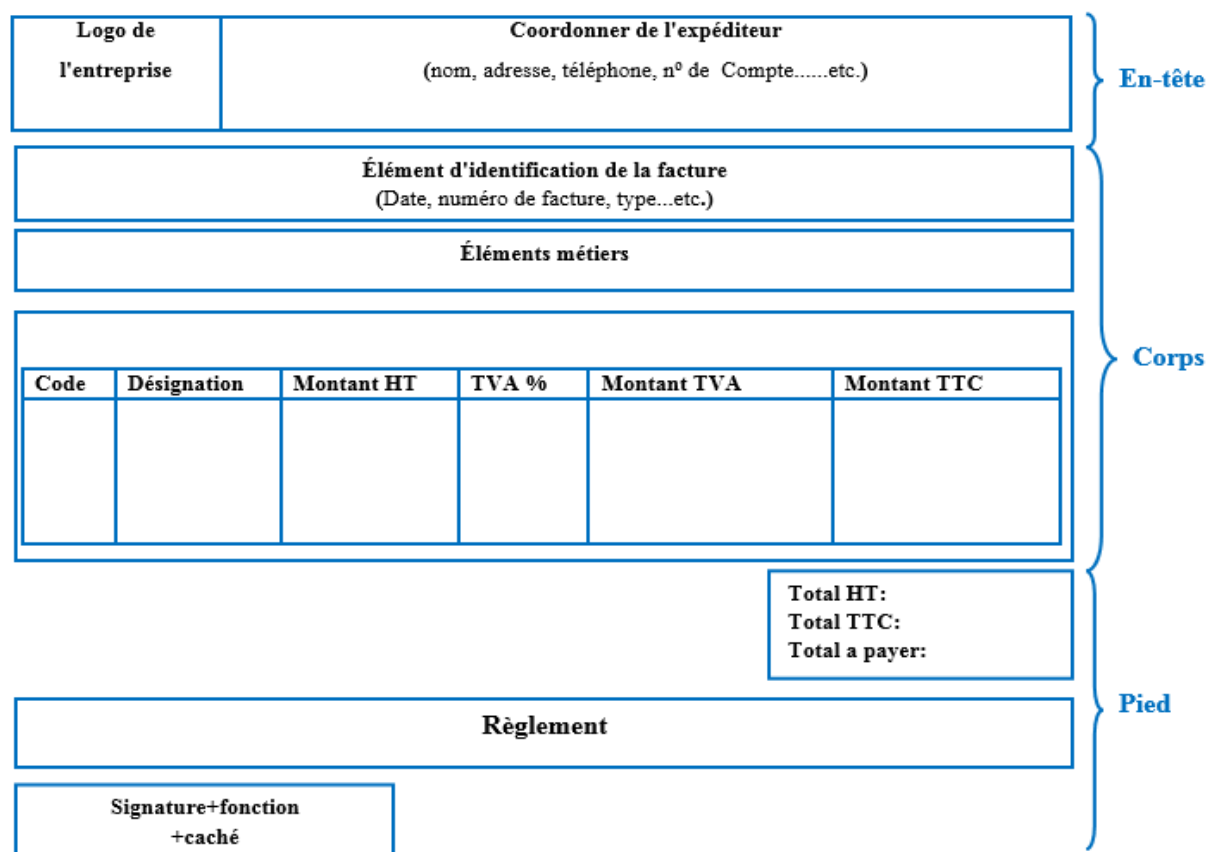 Logo de
l'entreprise
Coordonner de l'expéditeur
(nom, adresse, téléphone, nº de Compte......etc.)
En-tête
Élément d'identification de la facture
(Date, numéro de facture, type...etc.)
Éléments métiers
Corps
Code Désignation Montant HT TVA % Montant TVA Montant TTC
Total HT:
Total TTC:
Total a payer:
Pied
Règlement
Signature+fonction
+caché